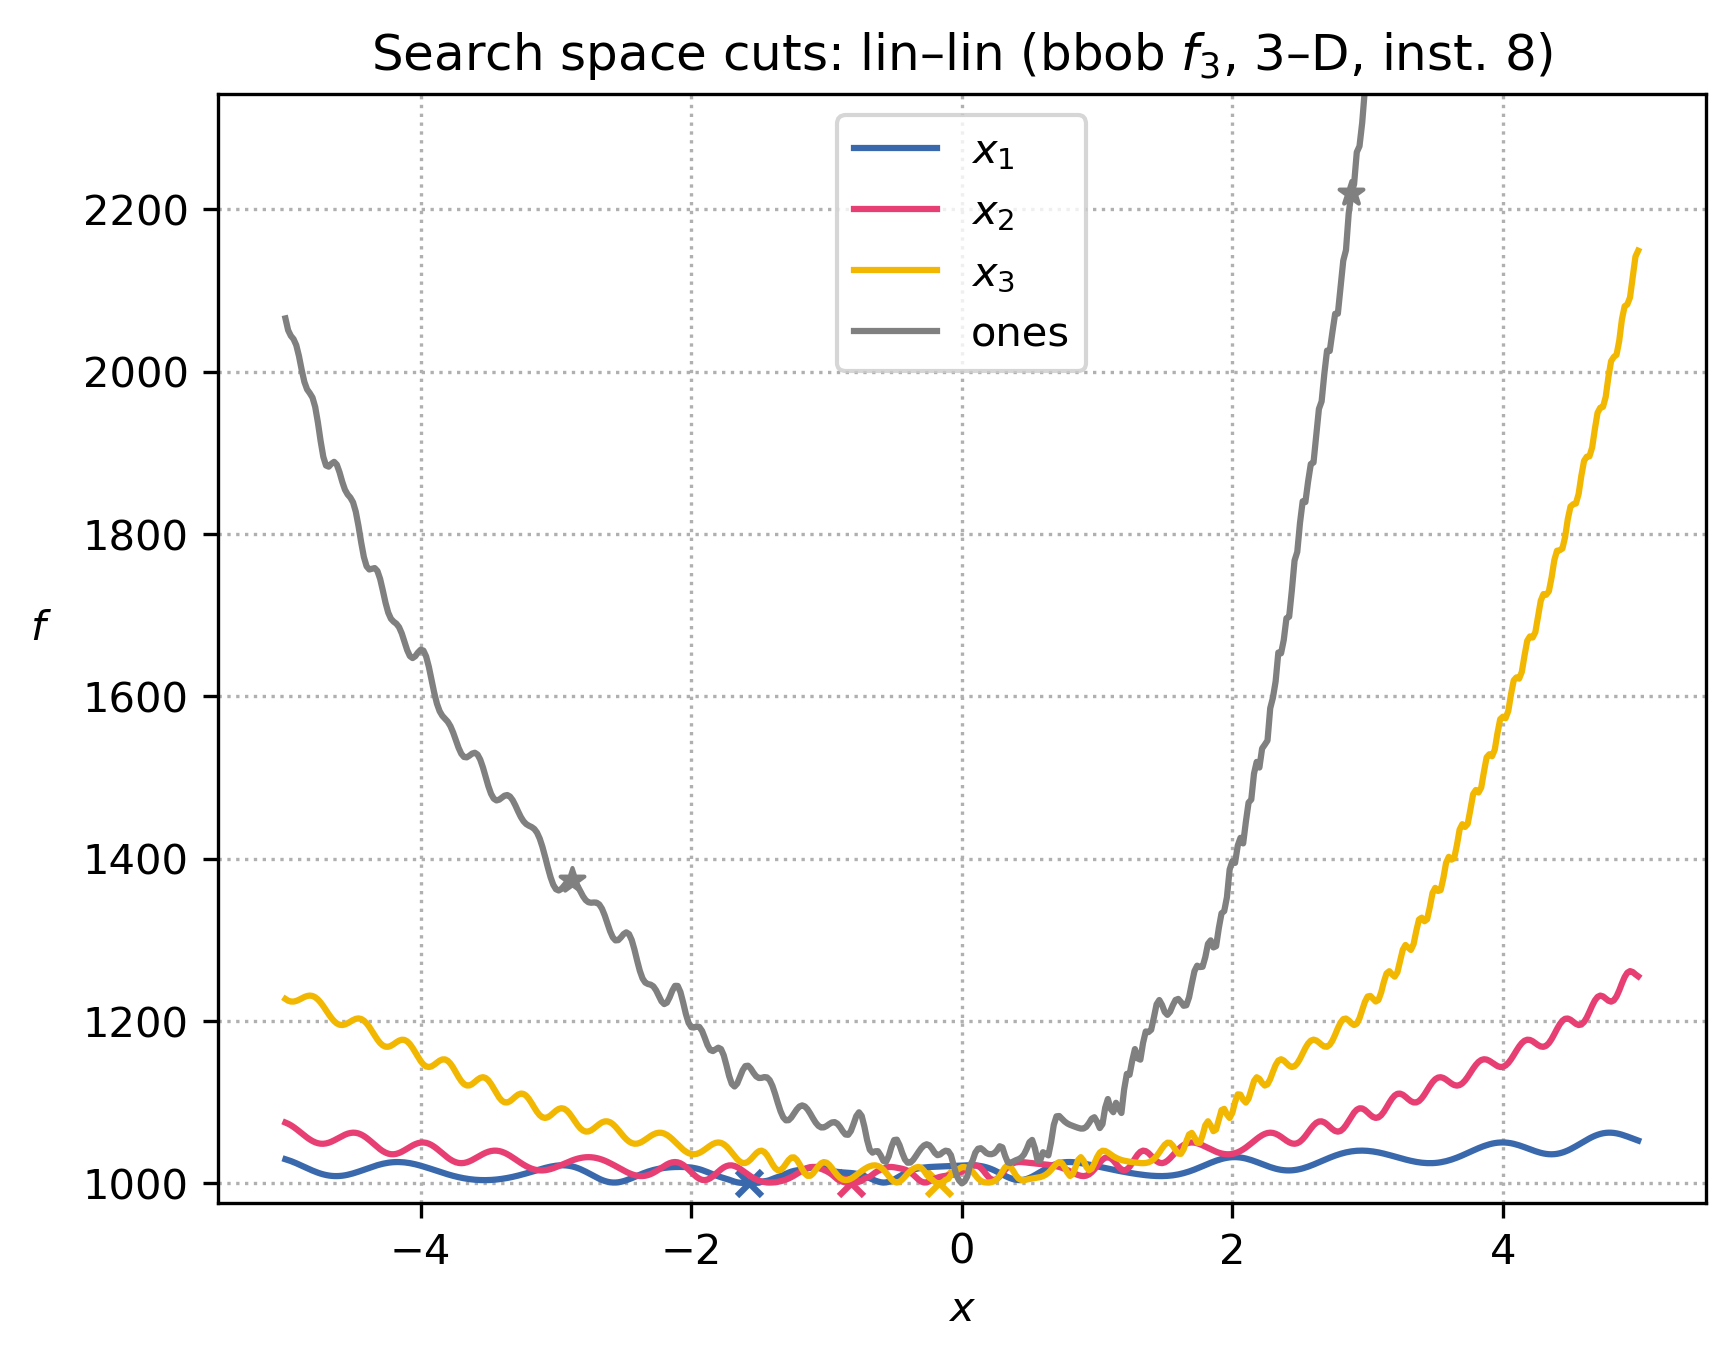 Search space cuts: lin–lin (bbob f₃, 3–D, inst. 8)
x₁
x₂
x₃
ones
2200
2000
1800
1600
1400
1200
1000
f
−4 −2 0 2 4
x